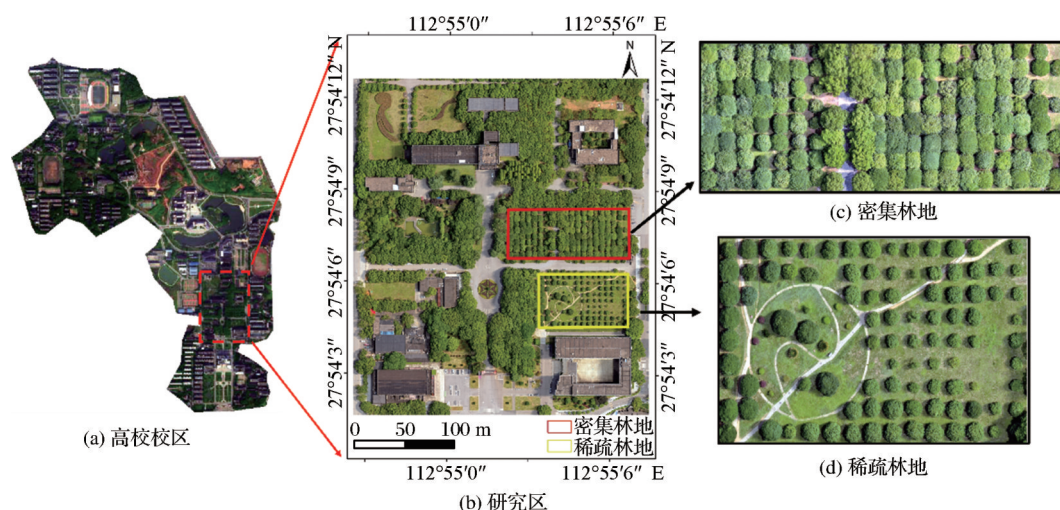 112°55′0″
112°55′6″ E
N
27°54′12″ N
27°54′9″
27°54′6″
27°54′3″
N
27°54′12″ N
27°54′9″
27°54′6″
27°54′3″
0 50 100 m
密集林地
稀疏林地
112°55′0″
112°55′6″ E
(a) 高校校区
(b) 研究区
(c) 密集林地
(d) 稀疏林地